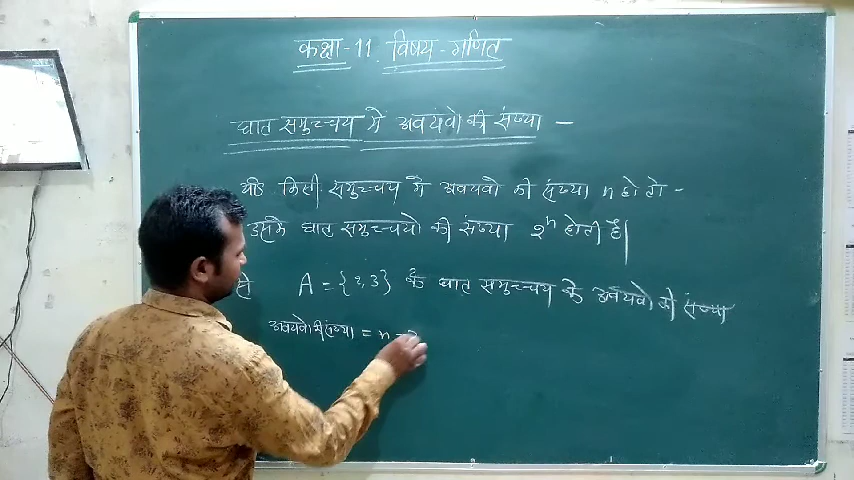 कक्षा - 11 विषय - गणित
घात समुच्चय में अवयवो की संख्या -
यदि किसी समुच्चय में अवयवो की संख्या n हो तो -
उसके घात समुच्चयो की संख्या 2ⁿ होती है।
A = {2, 3} के घात समुच्चय के अवयवो की संख्या
अवयवो की संख्या = n =